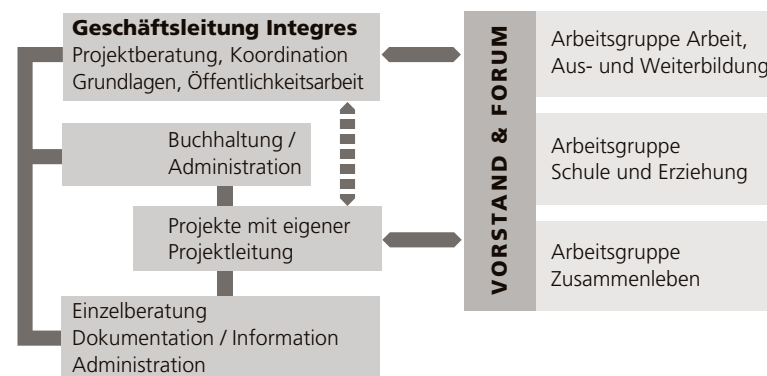 Geschäftsleitung Integres
Projektberatung, Koordination
Grundlagen, Öffentlichkeitsarbeit
Buchhaltung /
Administration
Projekte mit eigener
Projektleitung
Einzelberatung
Dokumentation / Information
Administration
VORSTAND & FORUM
Arbeitsgruppe Arbeit,
Aus- und Weiterbildung
Arbeitsgruppe
Schule und Erziehung
Arbeitsgruppe
Zusammenleben